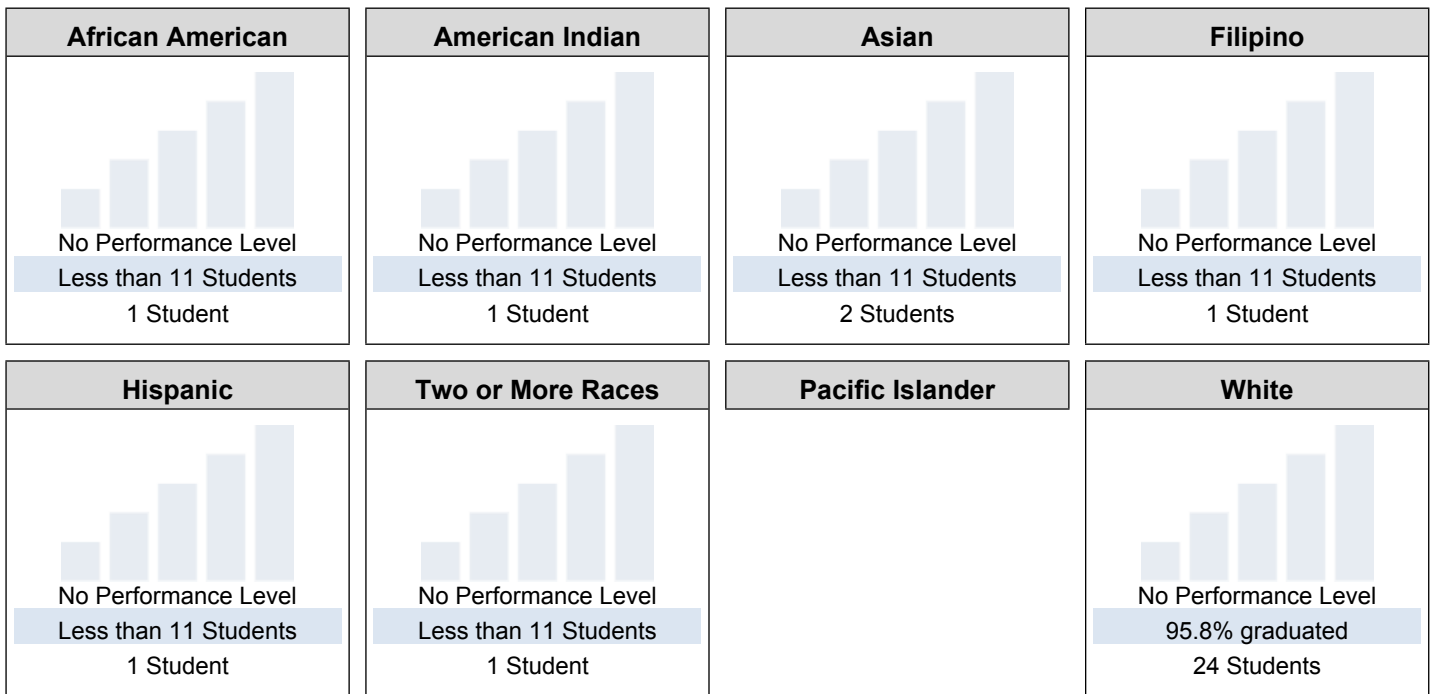 African American
No Performance Level
Less than 11 Students
1 Student
American Indian
No Performance Level
Less than 11 Students
1 Student
Asian
No Performance Level
Less than 11 Students
2 Students
Filipino
No Performance Level
Less than 11 Students
1 Student
Hispanic
No Performance Level
Less than 11 Students
1 Student
Two or More Races
No Performance Level
Less than 11 Students
1 Student
Pacific Islander
White
No Performance Level
95.8% graduated
24 Students